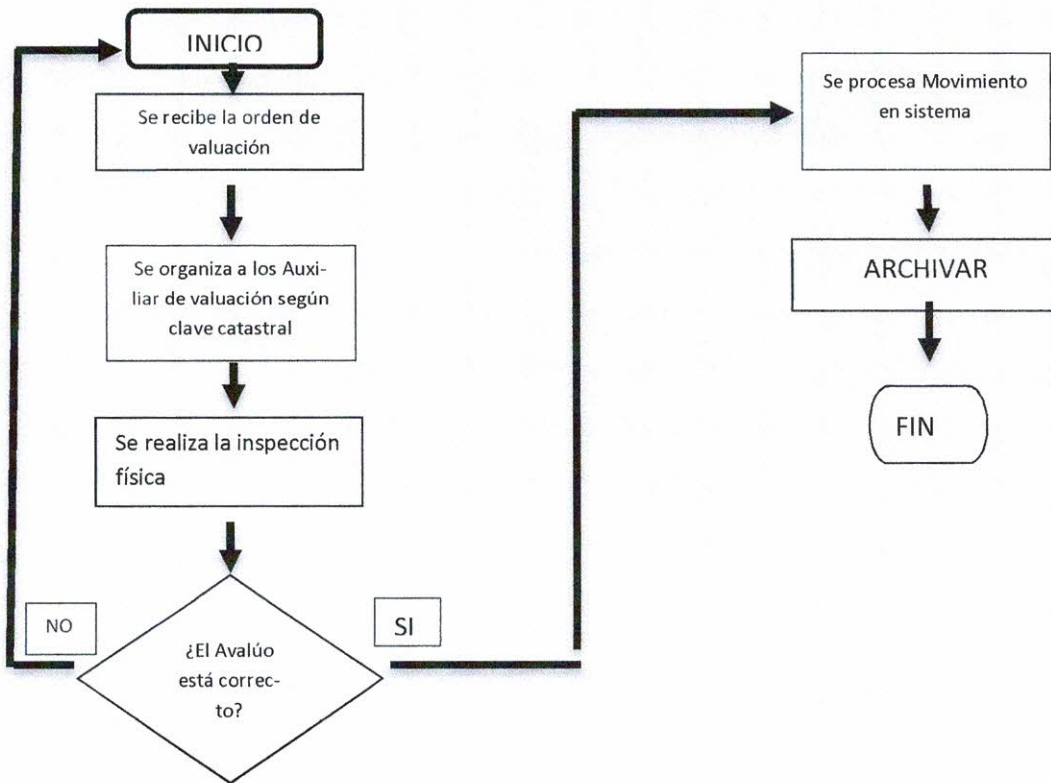 INICIO
Se recibe la orden de
valuación
Se organiza a los Auxi-
liar de valuación según
clave catastral
Se realiza la inspección
física
NO
SI
¿El Avalúo
está correc-
to?
Se procesa Movimiento
en sistema
ARCHIVAR
FIN